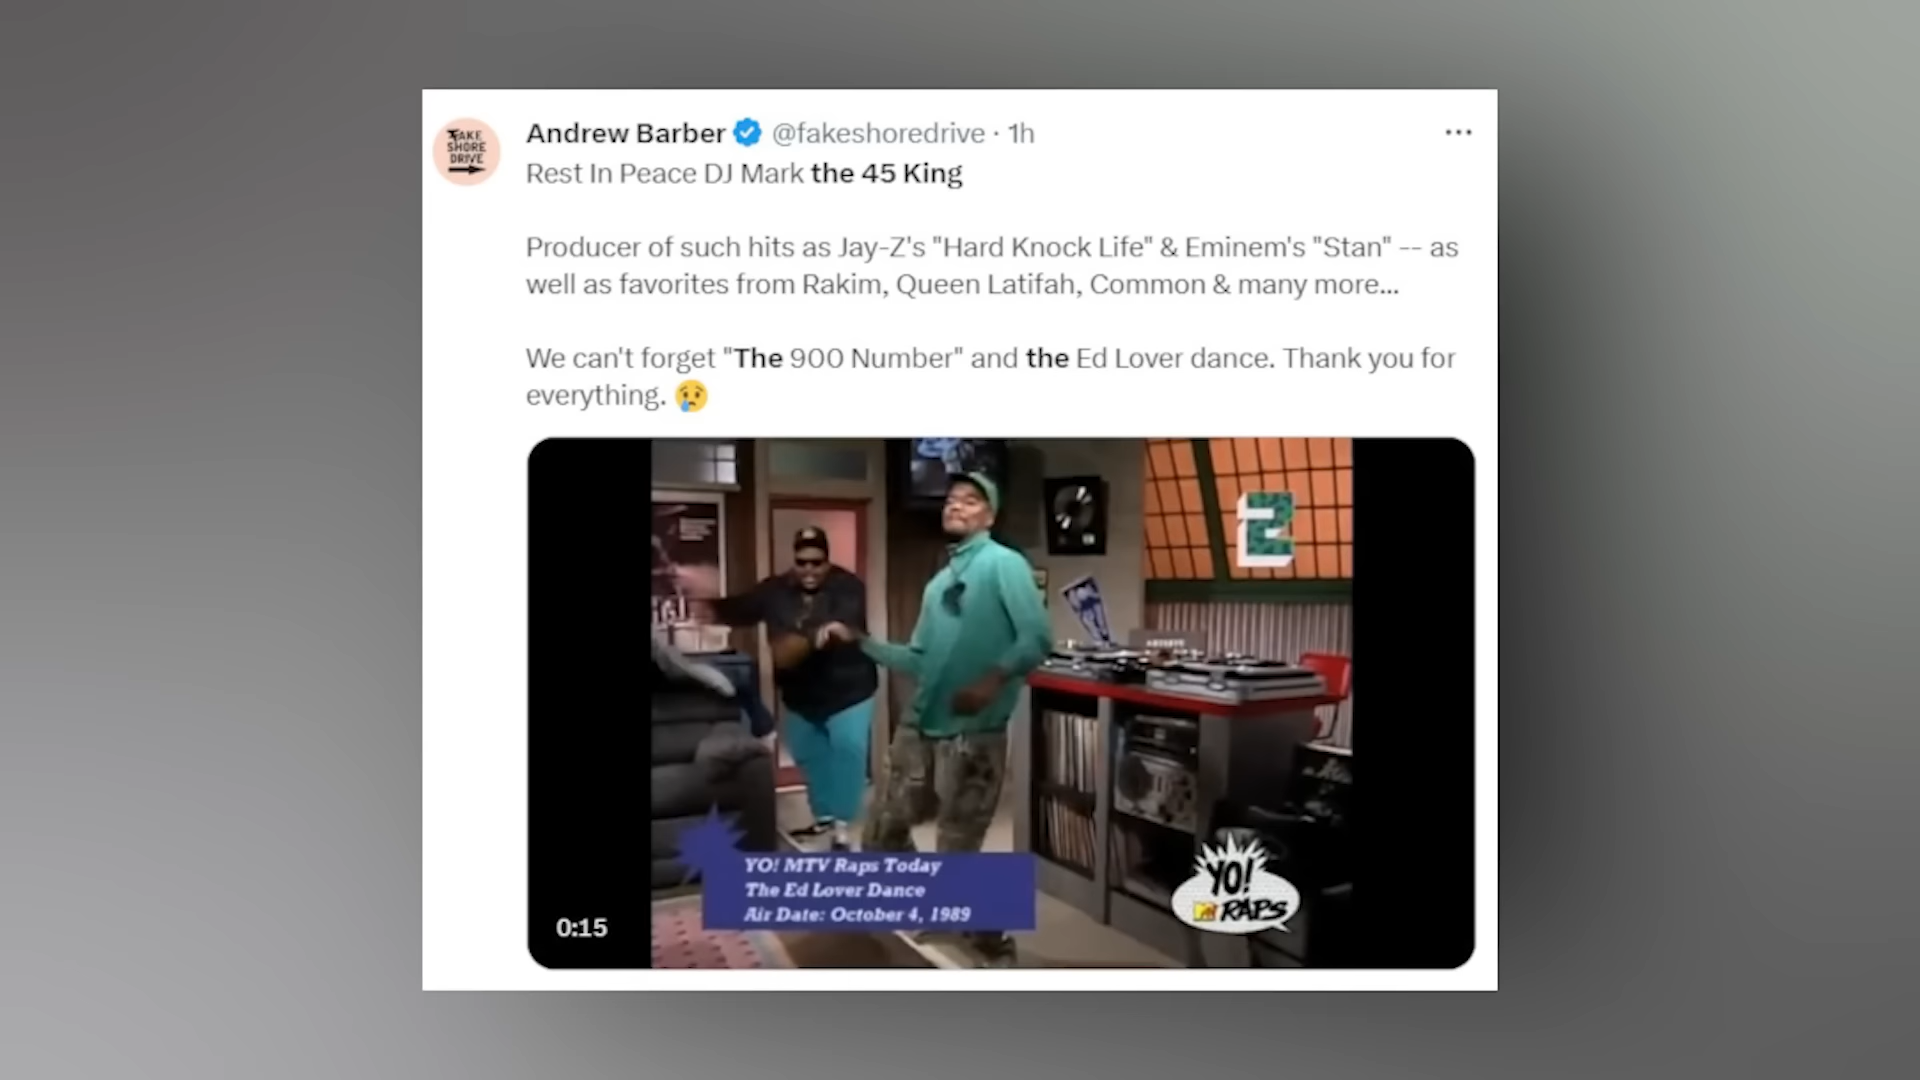 FAKE
SHORE
DRIVE
Andrew Barber @fakeshoredrive · 1h
Rest In Peace DJ Mark the 45 King
Producer of such hits as Jay-Z's "Hard Knock Life" & Eminem's "Stan" -- as
well as favorites from Rakim, Queen Latifah, Common & many more...
We can't forget "The 900 Number" and the Ed Lover dance. Thank you for
everything. 😢
2
YO! MTV Raps Today
The Ed Lover Dance
Air Date: October 4, 1989
YO!
MTV RAPS
0:15